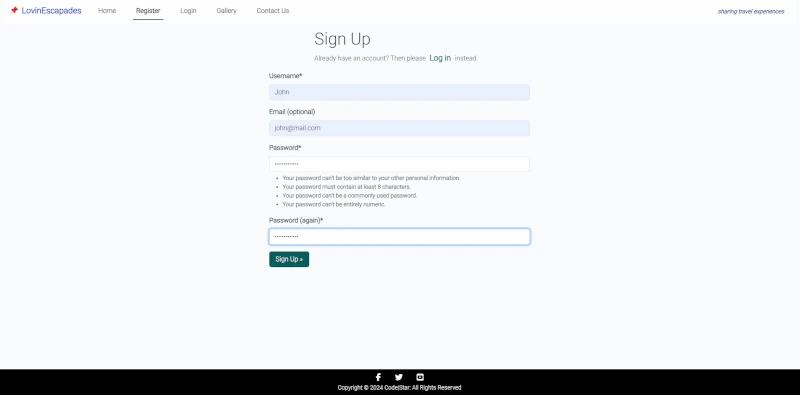 LovinEscapades Home Register Login Gallery Contact Us sharing travel experiences
Sign Up
Already have an account? Then please Log in instead.
Username*
John
Email (optional)
john@mail.com
Password*
••••••••••••
Your password can't be too similar to your other personal information.
Your password must contain at least 8 characters.
Your password can't be a commonly used password.
Your password can't be entirely numeric.
Password (again)*
••••••••••••
Sign Up »
Copyright © 2024 Code|Star: All Rights Reserved